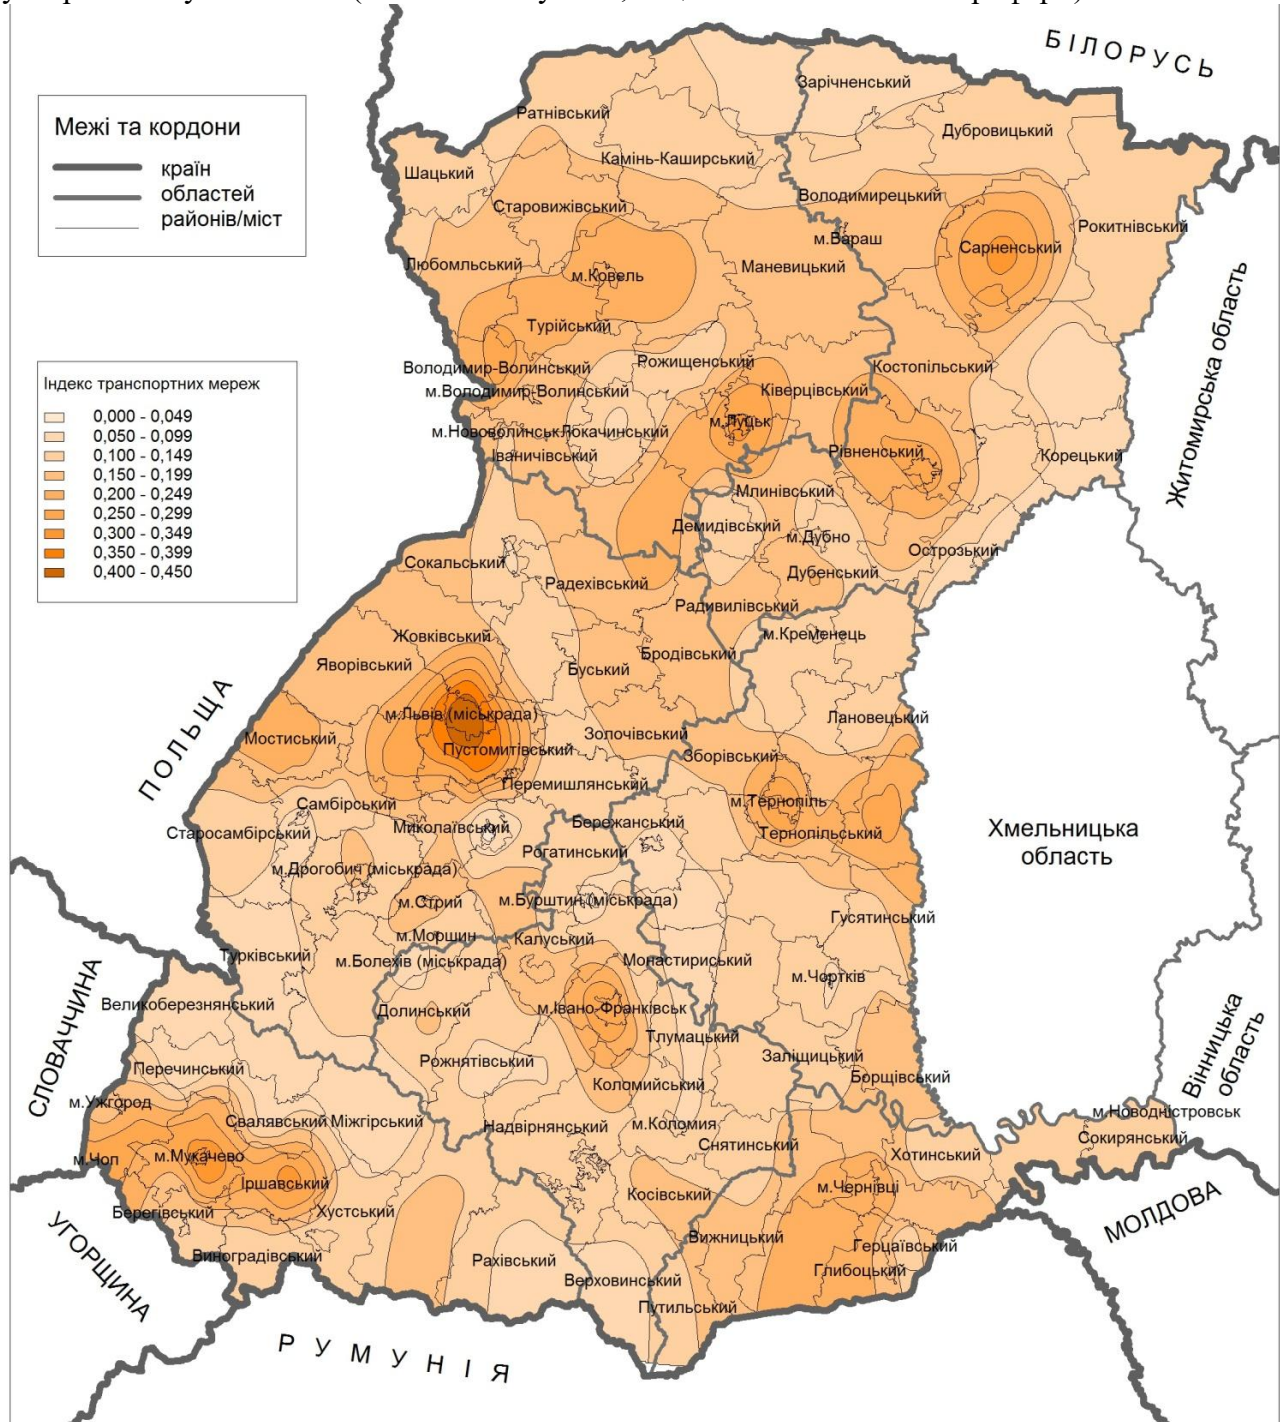 БІЛОРУСЬ
Межі та кордони
країн
областей
районів/міст
Зарічненський
Ратнівський
Дубровицький
Камінь-Каширський
Шацький
Володимирецький
Старовижівський
Рокитнівський
м.Вараш
Сарненський
Любомльський
м.Ковель
Маневицький
Житомирська область
Турійський
Індекс транспортних мереж
0,000 - 0,049
0,050 - 0,099
0,100 - 0,149
0,150 - 0,199
0,200 - 0,249
0,250 - 0,299
0,300 - 0,349
0,350 - 0,399
0,400 - 0,450
Володимир-Волинський
Рожищенський
Костопільський
м.Володимир-Волинський
Ківерцівський
м.Луцьк
м.Нововолинськ
Локачинський
Іваничівський
Рівненський
Корецький
Млинівський
Демидівський
м.Дубно
Острозький
Сокальський
Радехівський
Дубенський
Радивилівський
Жовківський
м.Кременець
Яворівський
Буський
Бродівський
ПОЛЬЩА
м.Львів (міськрада)
Лановецький
Мостиський
Пустомитівський
Золочівський
Зборівський
Перемишлянський
Самбірський
м.Тернопіль
Старосамбірський
Миколаївський
Бережанський
Тернопільський
Хмельницька
область
Рогатинський
м.Дрогобич (міськрада)
м.Стрий
м.Бурштин (міськрада)
Гусятинський
м.Моршин
Калуський
Турківський
м.Болехів (міськрада)
Монастириський
м.Чортків
СЛОВАЧЧИНА
Великоберезнянський
Долинський
м.Івано-Франківськ
Тлумацький
Вінницька
область
Перечинський
Рожнятівський
Заліщицький
Коломийський
Борщівський
м.Ужгород
Свалявський
Міжгірський
Надвірнянський
м.Коломия
м.Новодністровськ
Сокирянський
Снятинський
м.Чоп
м.Мукачево
Хотинський
Іршавський
Косівський
м.Чернівці
МОЛДОВА
Берегівський
Хустський
УГОРЩИНА
Вижницький
Герцаївський
Виноградівський
Рахівський
Верховинський
Глибоцький
Путильський
РУМУНІЯ